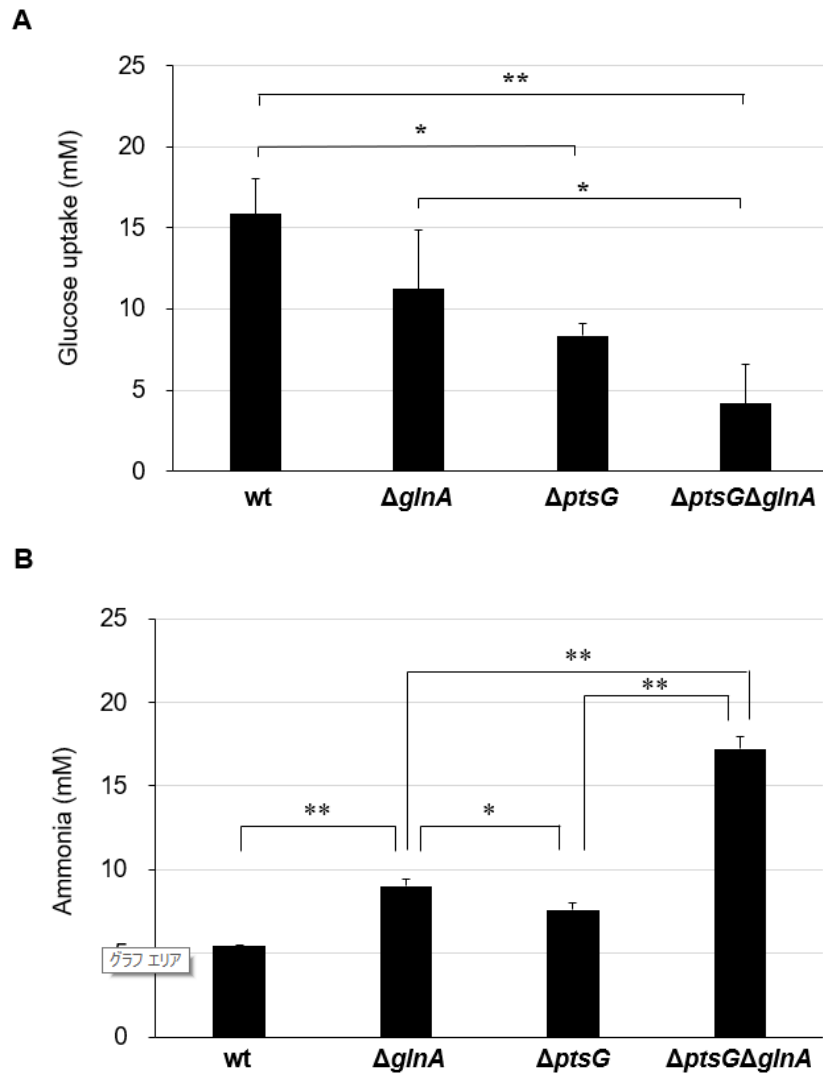 A
25
**
20
*
*
15
Glucose uptake (mM)
10
5
0
wt ΔglnA ΔptsG ΔptsGΔglnA
B
25
**
20
**
15
Ammonia (mM)
**
*
10
グラフ エリア
0
wt ΔglnA ΔptsG ΔptsGΔglnA